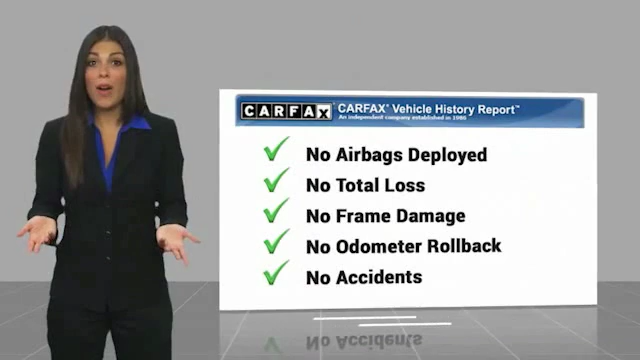 CARFAX CARFAX® Vehicle History Report™
An independent company established in 1986
No Airbags Deployed
No Total Loss
No Frame Damage
No Odometer Rollback
No Accidents